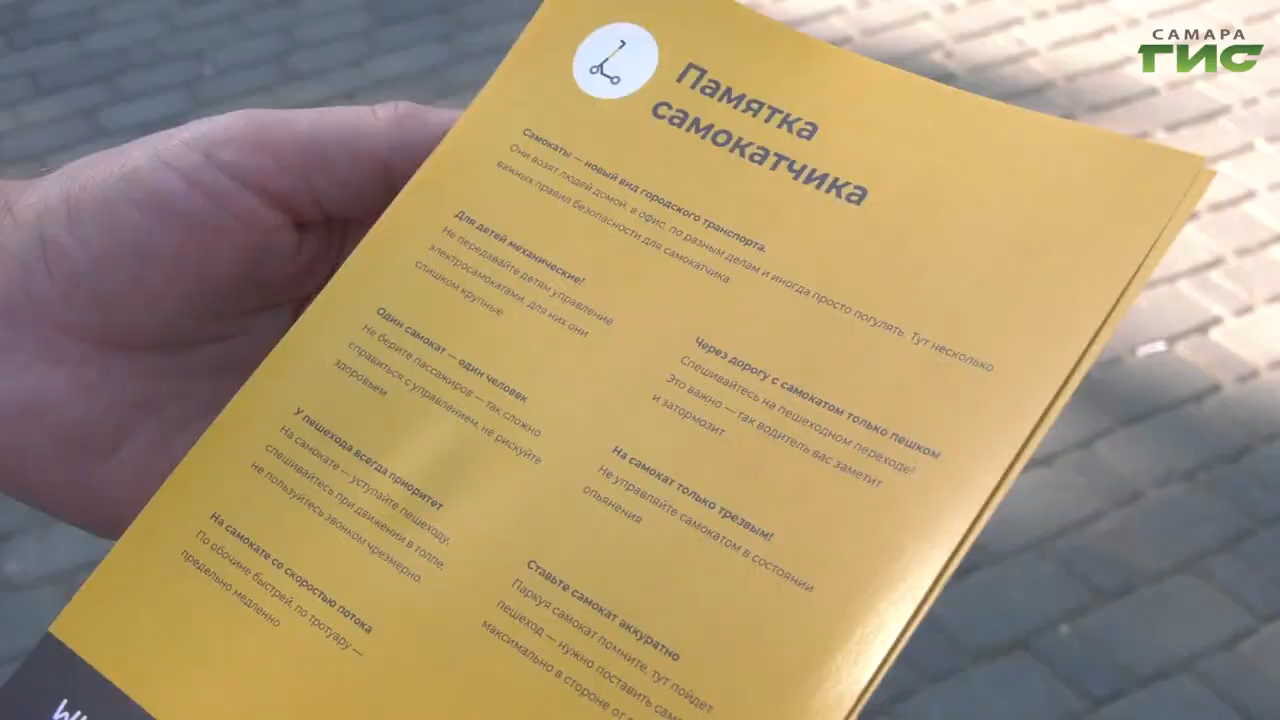 САМАРА
ГИС
Памятка
самокатчика
Самокаты — новый вид городского транспорта.
Они возят людей домой, в офис, по разным делам и иногда просто погулять. Тут несколько
важных правил безопасности для самокатчика
Для детей механические!
Не передавайте детям управление
электросамокатами, для них они
слишком крупные
Один самокат — один человек
Не берите пассажиров — так сложно
справиться с управлением, не рискуйте
здоровьем
У пешехода всегда приоритет
На самокате — уступайте пешеходу,
спешивайтесь при движении в толпе,
не пользуйтесь звонком чрезмерно.
На самокате со скоростью потока
По обочине быстрей, по тротуару —
предельно медленно
Через дорогу с самокатом только пешком
Спешивайтесь на пешеходном переходе!
Это важно — так водитель вас заметит
и затормозит
На самокат только трезвым!
Не управляйте самокатом в состоянии
опьянения
Ставьте самокат аккуратно
Паркуя самокат помните, тут пойдет
пешеход — нужно поставить
максимально в стороне от